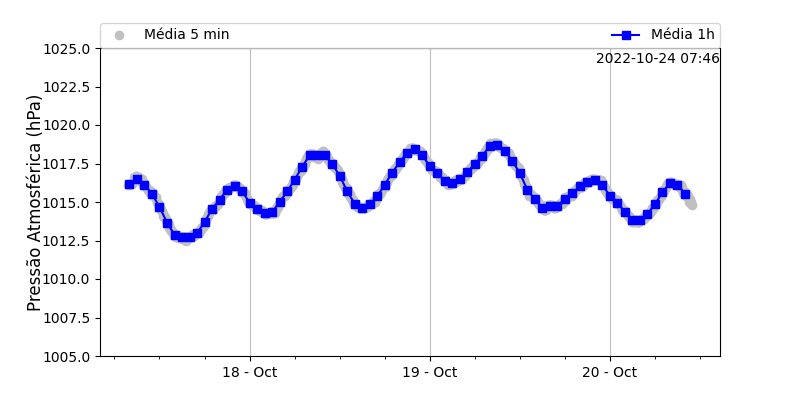 Média 5 min
Média 1h
2022-10-24 07:46
Pressão Atmosférica (hPa)
1025.0
1022.5
1020.0
1017.5
1015.0
1012.5
1010.0
1007.5
1005.0
18 - Oct
19 - Oct
20 - Oct